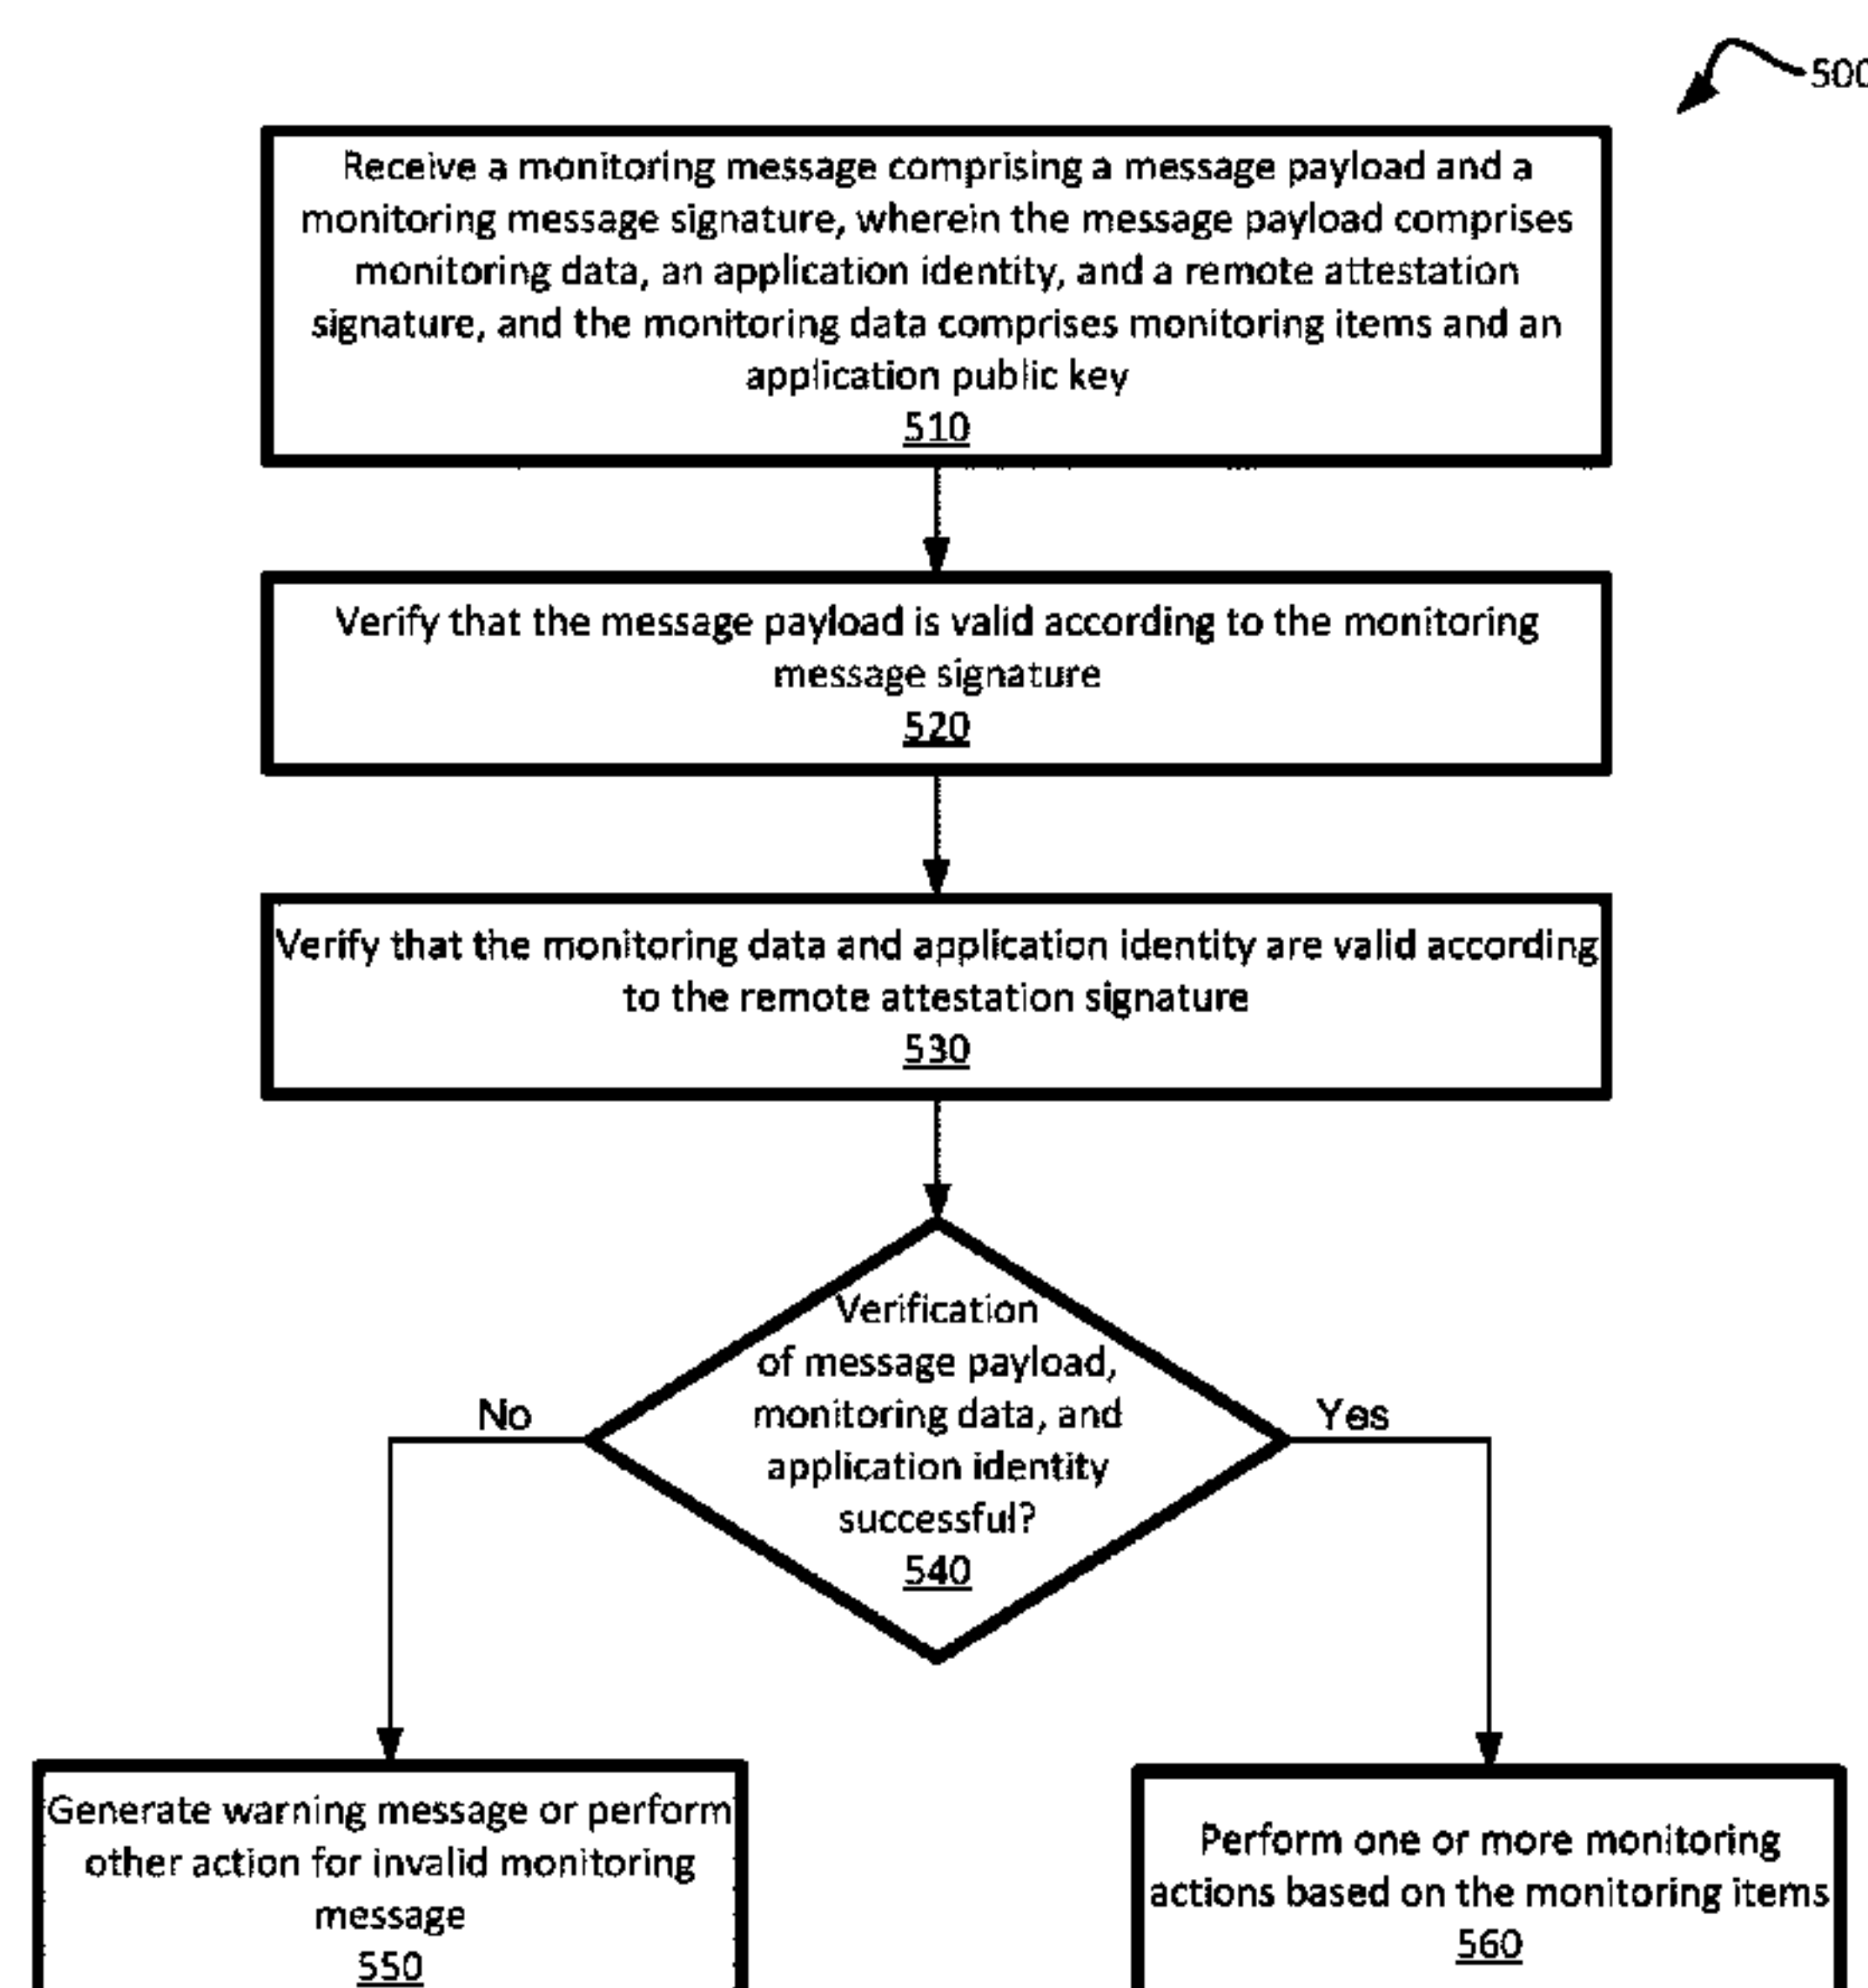 500
Receive a monitoring message comprising a message payload and a
monitoring message signature, wherein the message payload comprises
monitoring data, an application identity, and a remote attestation
signature, and the monitoring data comprises monitoring items and an
application public key
510
Verify that the message payload is valid according to the monitoring
message signature
520
Verify that the monitoring data and application identity are valid according
to the remote attestation signature
530
Verification
of message payload,
monitoring data, and
application identity
successful?
540
No
Yes
Generate warning message or perform
other action for invalid monitoring
message
550
Perform one or more monitoring
actions based on the monitoring items
560